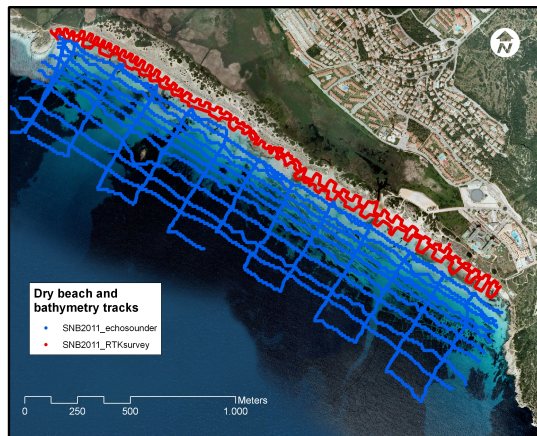 N
Dry beach and
bathymetry tracks
SNB2011_echosounder
SNB2011_RTKsurvey
Meters
0 250 500 1.000